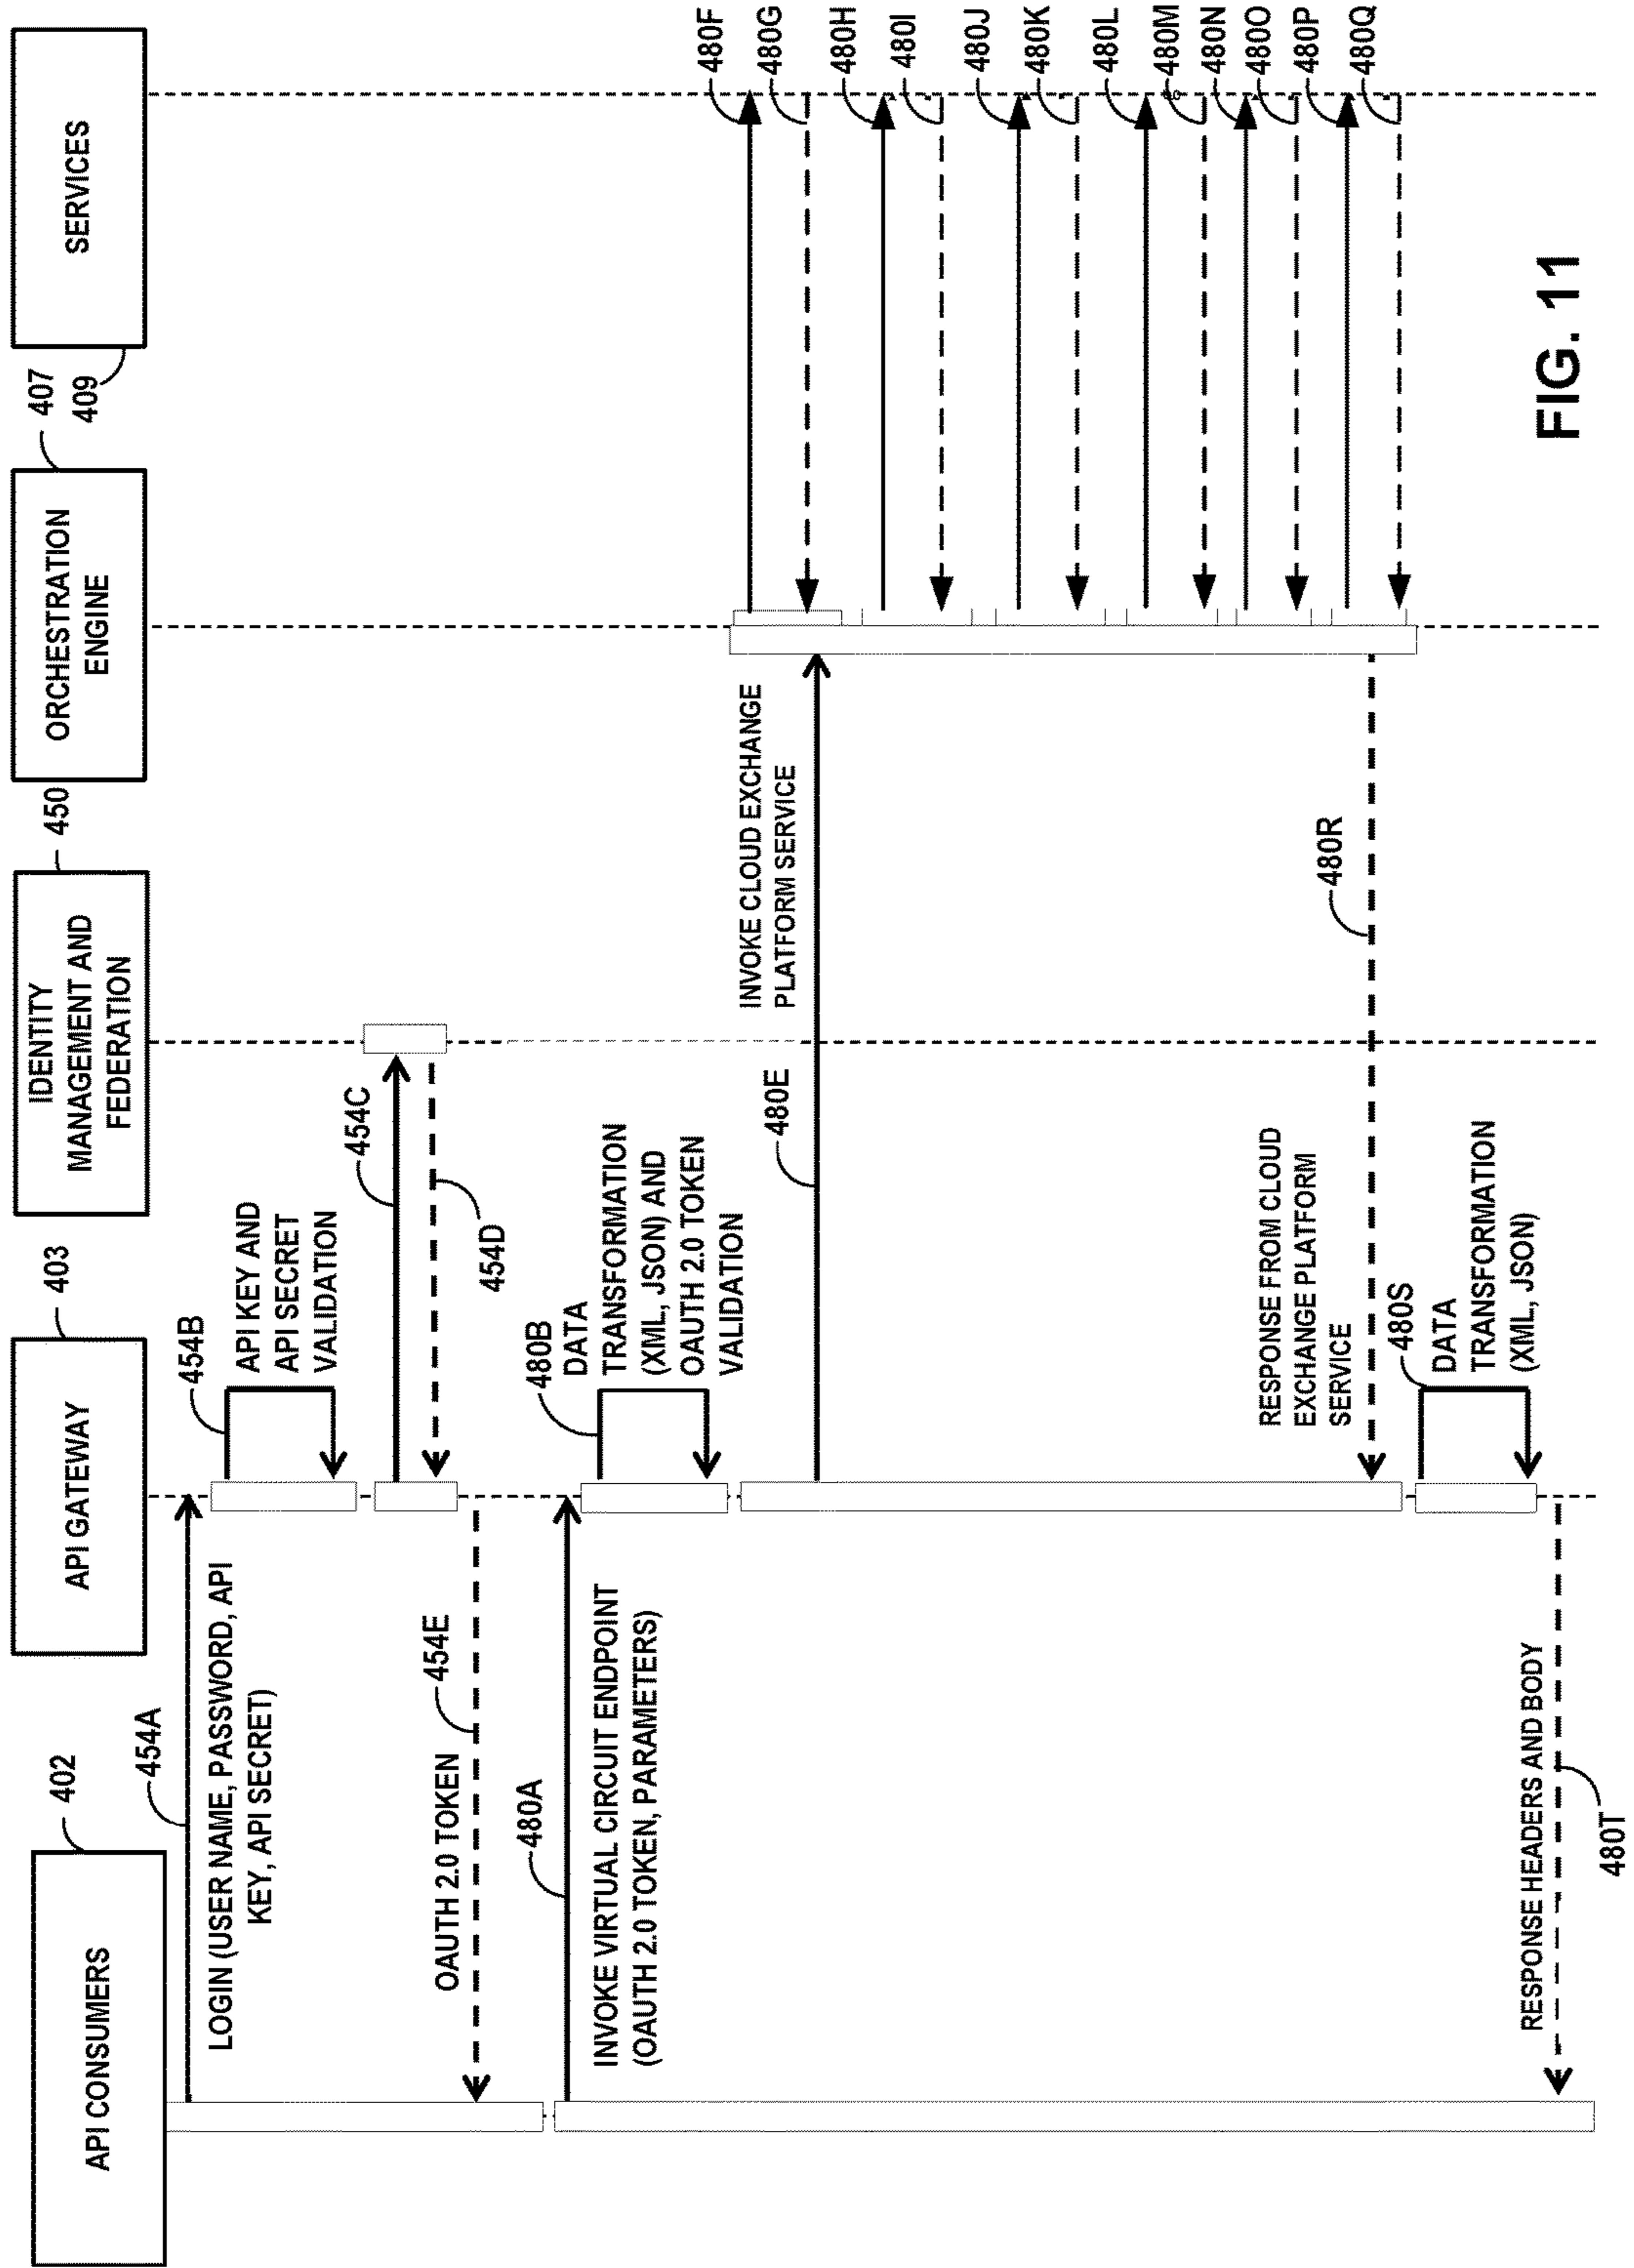 API CONSUMERS
402
API GATEWAY
403
IDENTITY
MANAGEMENT AND
FEDERATION
450
ORCHESTRATION
ENGINE
407
SERVICES
409
454A
LOGIN (USER NAME, PASSWORD, API
KEY, API SECRET)
454B
API KEY AND
API SECRET
VALIDATION
454C
454D
454E
OAUTH 2.0 TOKEN
480A
INVOKE VIRTUAL CIRCUIT ENDPOINT
(OAUTH 2.0 TOKEN, PARAMETERS)
480B
DATA
TRANSFORMATION
(XML, JSON) AND
OAUTH 2.0 TOKEN
VALIDATION
480E
INVOKE CLOUD EXCHANGE
PLATFORM SERVICE
480F
480G
480H
480I
480J
480K
480L
480M
480N
480O
480P
480Q
480R
RESPONSE FROM CLOUD
EXCHANGE PLATFORM
SERVICE
480S
DATA
TRANSFORMATION
(XML, JSON)
RESPONSE HEADERS AND BODY
480T
FIG. 11